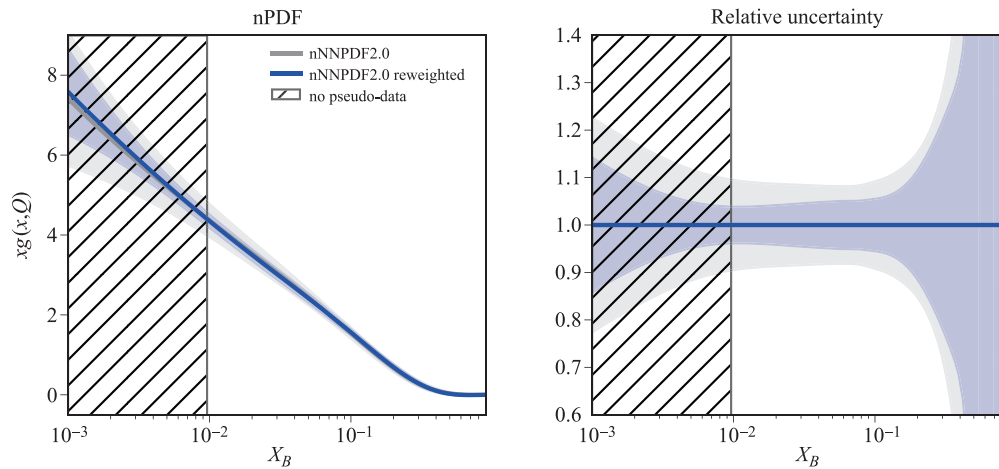 nPDF
nNNPDF2.0
nNNPDF2.0 reweighted
no pseudo-data
8
6
4
2
0
xg(x,Q)
10⁻³
10⁻²
10⁻¹
X_B
Relative uncertainty
1.4
1.3
1.2
1.1
1.0
0.9
0.8
0.7
0.6
10⁻³
10⁻²
10⁻¹
X_B